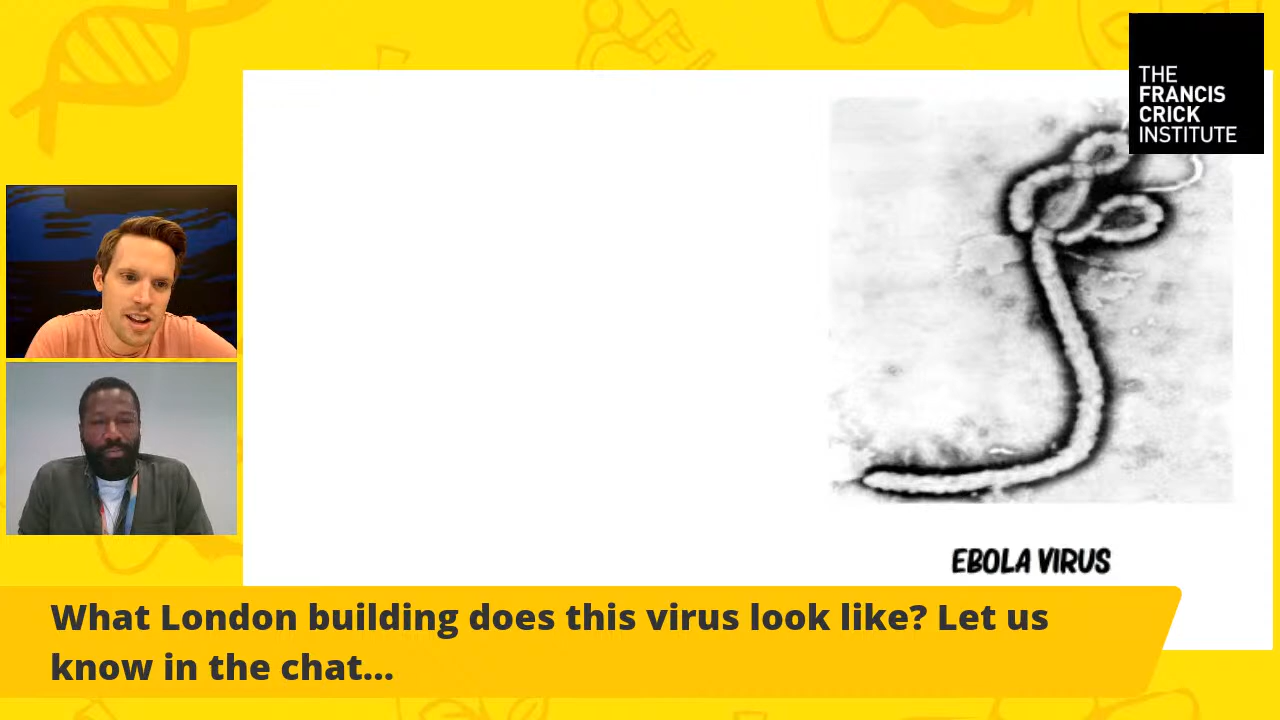 THE
FRANCIS
CRICK
INSTITUTE
EBOLA VIRUS
What London building does this virus look like? Let us
know in the chat...